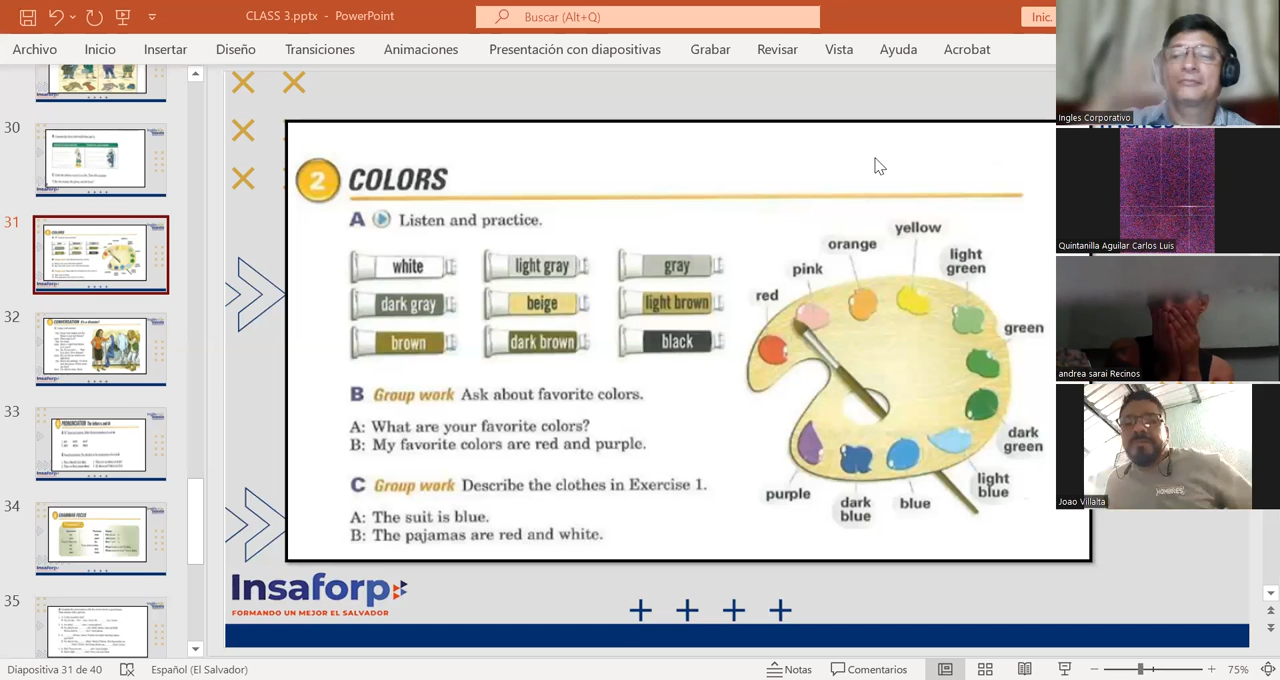 CLASS 3.pptx - PowerPoint
Buscar (Alt+Q)
Inic.
Archivo Inicio Insertar Diseño Transiciones Animaciones Presentación con diapositivas Grabar Revisar Vista Ayuda Acrobat
30
31
32
33
34
35
2 COLORS
A Listen and practice.
white light gray gray
dark gray beige light brown
brown dark brown black
red
pink
orange
yellow
light
green
green
dark
green
light
blue
blue
dark
blue
purple
B Group work Ask about favorite colors.
A: What are your favorite colors?
B: My favorite colors are red and purple.
C Group work Describe the clothes in Exercise 1.
A: The suit is blue.
B: The pajamas are red and white.
Insaforp
FORMANDO UN MEJOR EL SALVADOR
Ingles Corporativo
Quintanilla Aguilar Carlos Luis
andrea sarai Recinos
Joao Villalta
HOMBRES
Diapositiva 31 de 40 Español (El Salvador) Notas Comentarios 75%